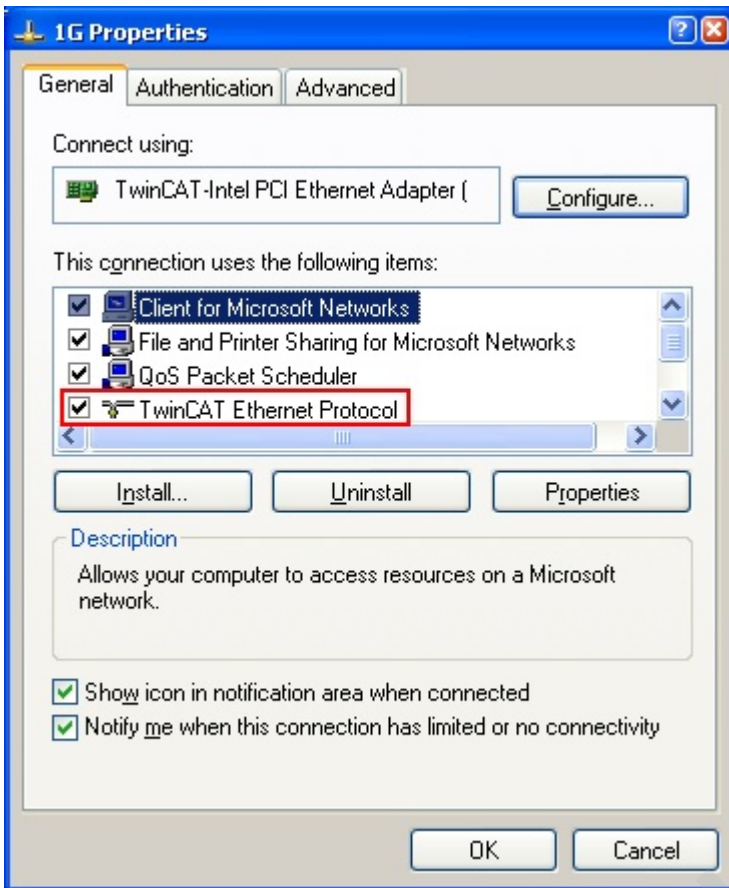 1G Properties
General Authentication Advanced
Connect using:
TwinCAT-Intel PCI Ethernet Adapter (
Configure...
This connection uses the following items:
Client for Microsoft Networks
File and Printer Sharing for Microsoft Networks
QoS Packet Scheduler
TwinCAT Ethernet Protocol
Install... Uninstall Properties
Description
Allows your computer to access resources on a Microsoft
network.
Show icon in notification area when connected
Notify me when this connection has limited or no connectivity
OK Cancel